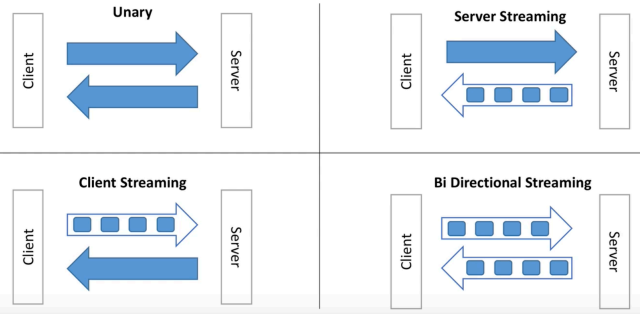 Unary
Client
Server
Server Streaming
Client
Server
Client Streaming
Client
Server
Bi Directional Streaming
Client
Server